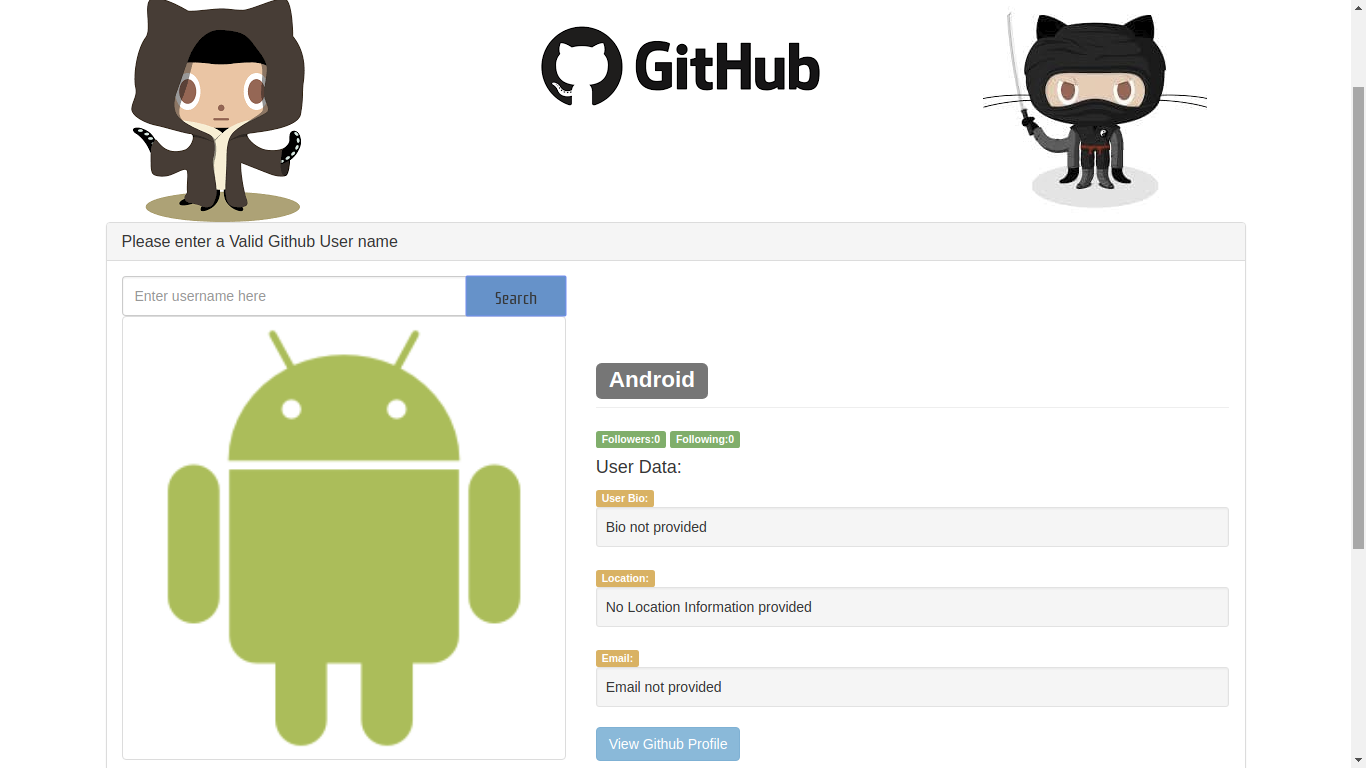 GitHub
Please enter a Valid Github User name
Enter username here
Search
Android
Followers:0 Following:0
User Data:
User Bio:
Bio not provided
Location:
No Location Information provided
Email:
Email not provided
View Github Profile